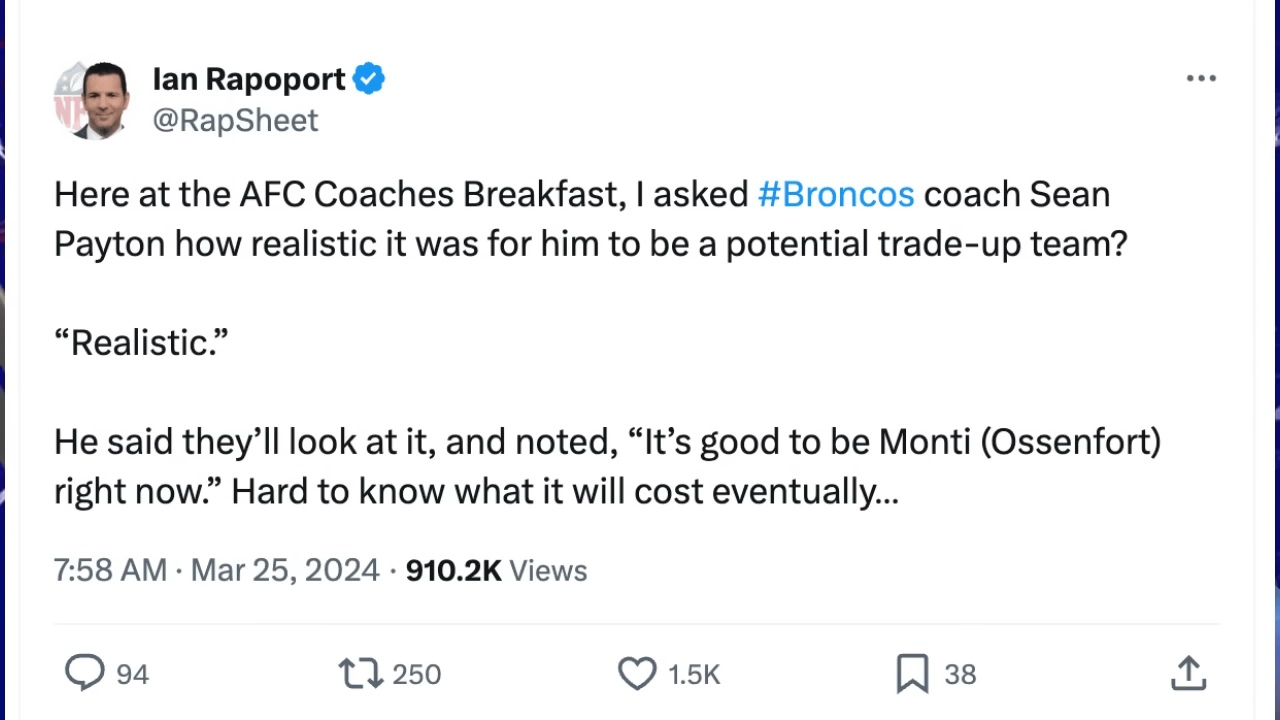 Ian Rapoport
@RapSheet
Here at the AFC Coaches Breakfast, I asked #Broncos coach Sean
Payton how realistic it was for him to be a potential trade-up team?
“Realistic.”
He said they’ll look at it, and noted, “It’s good to be Monti (Ossenfort)
right now.” Hard to know what it will cost eventually...
7:58 AM · Mar 25, 2024 · 910.2K Views
94 250 1.5K 38